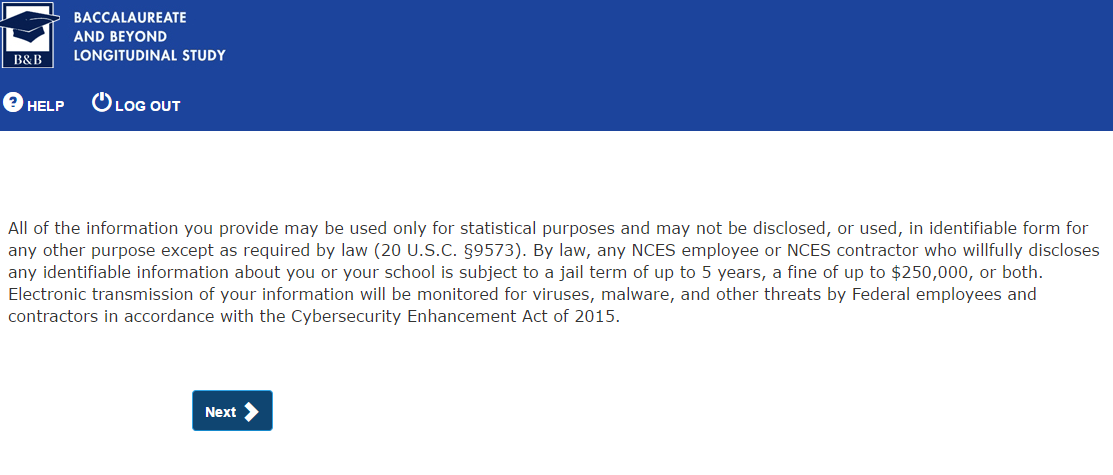 B&B
BACCALAUREATE
AND BEYOND
LONGITUDINAL STUDY
? HELP
LOG OUT
All of the information you provide may be used only for statistical purposes and may not be disclosed, or used, in identifiable form for
any other purpose except as required by law (20 U.S.C. §9573). By law, any NCES employee or NCES contractor who willfully discloses
any identifiable information about you or your school is subject to a jail term of up to 5 years, a fine of up to $250,000, or both.
Electronic transmission of your information will be monitored for viruses, malware, and other threats by Federal employees and
contractors in accordance with the Cybersecurity Enhancement Act of 2015.
Next